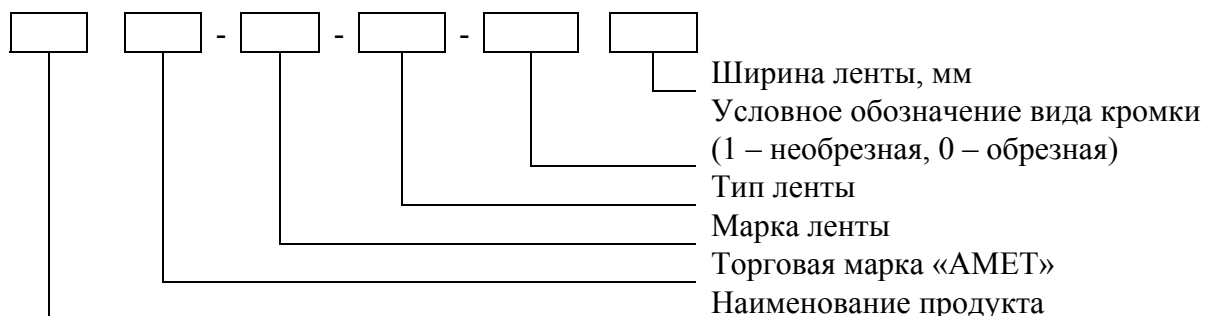 - - -
Ширина ленты, мм
Условное обозначение вида кромки
(1 – необрезная, 0 – обрезная)
Тип ленты
Марка ленты
Торговая марка «АМЕТ»
Наименование продукта